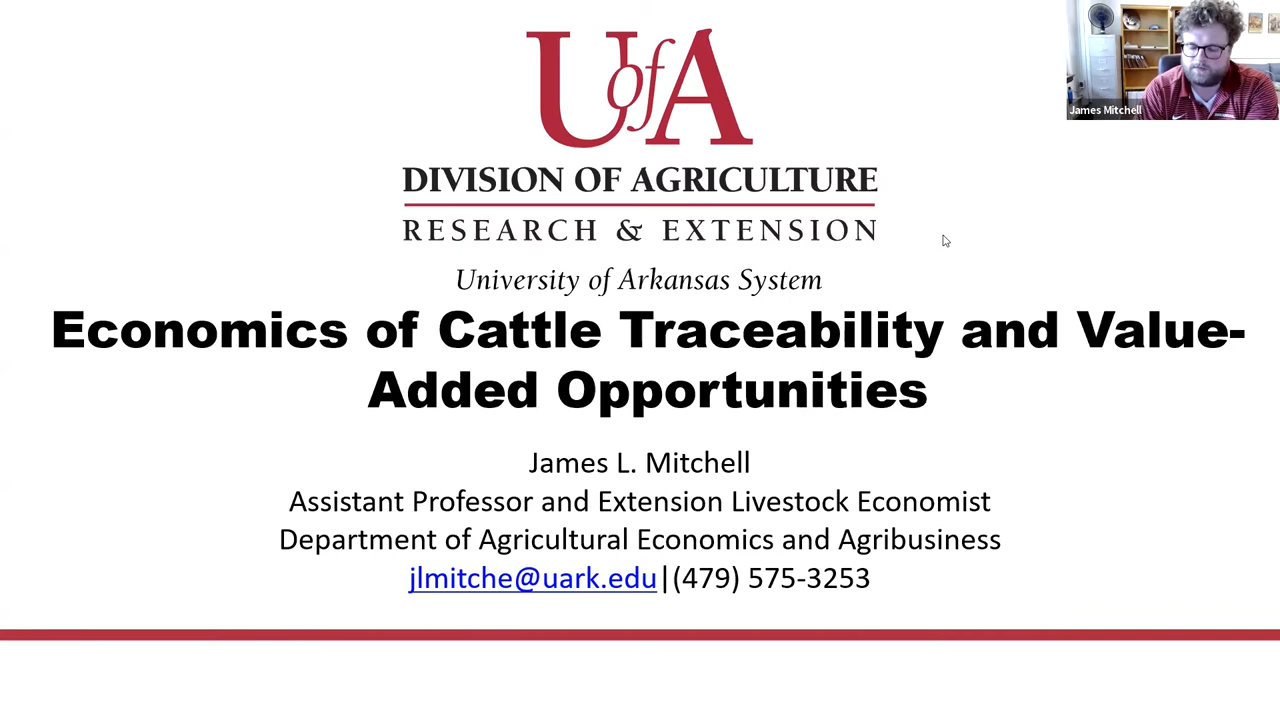 UofA
DIVISION OF AGRICULTURE
RESEARCH & EXTENSION
University of Arkansas System
Economics of Cattle Traceability and Value-
Added Opportunities
James L. Mitchell
Assistant Professor and Extension Livestock Economist
Department of Agricultural Economics and Agribusiness
jlmitche@uark.edu|(479) 575-3253
James Mitchell